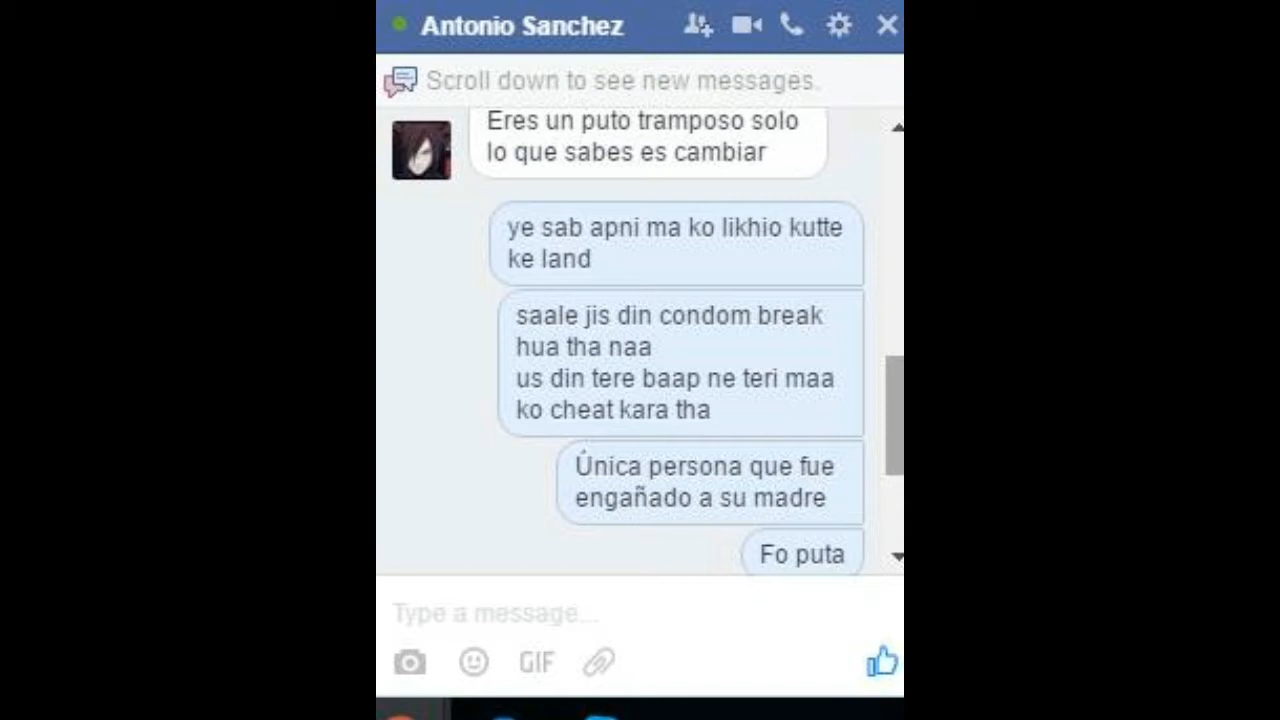 Antonio Sanchez
Scroll down to see new messages.
Eres un puto tramposo solo
lo que sabes es cambiar
ye sab apni ma ko likhio kutte
ke land
saale jis din condom break
hua tha naa
us din tere baap ne teri maa
ko cheat kara tha
Única persona que fue
engañado a su madre
Fo puta
Type a message...
GIF